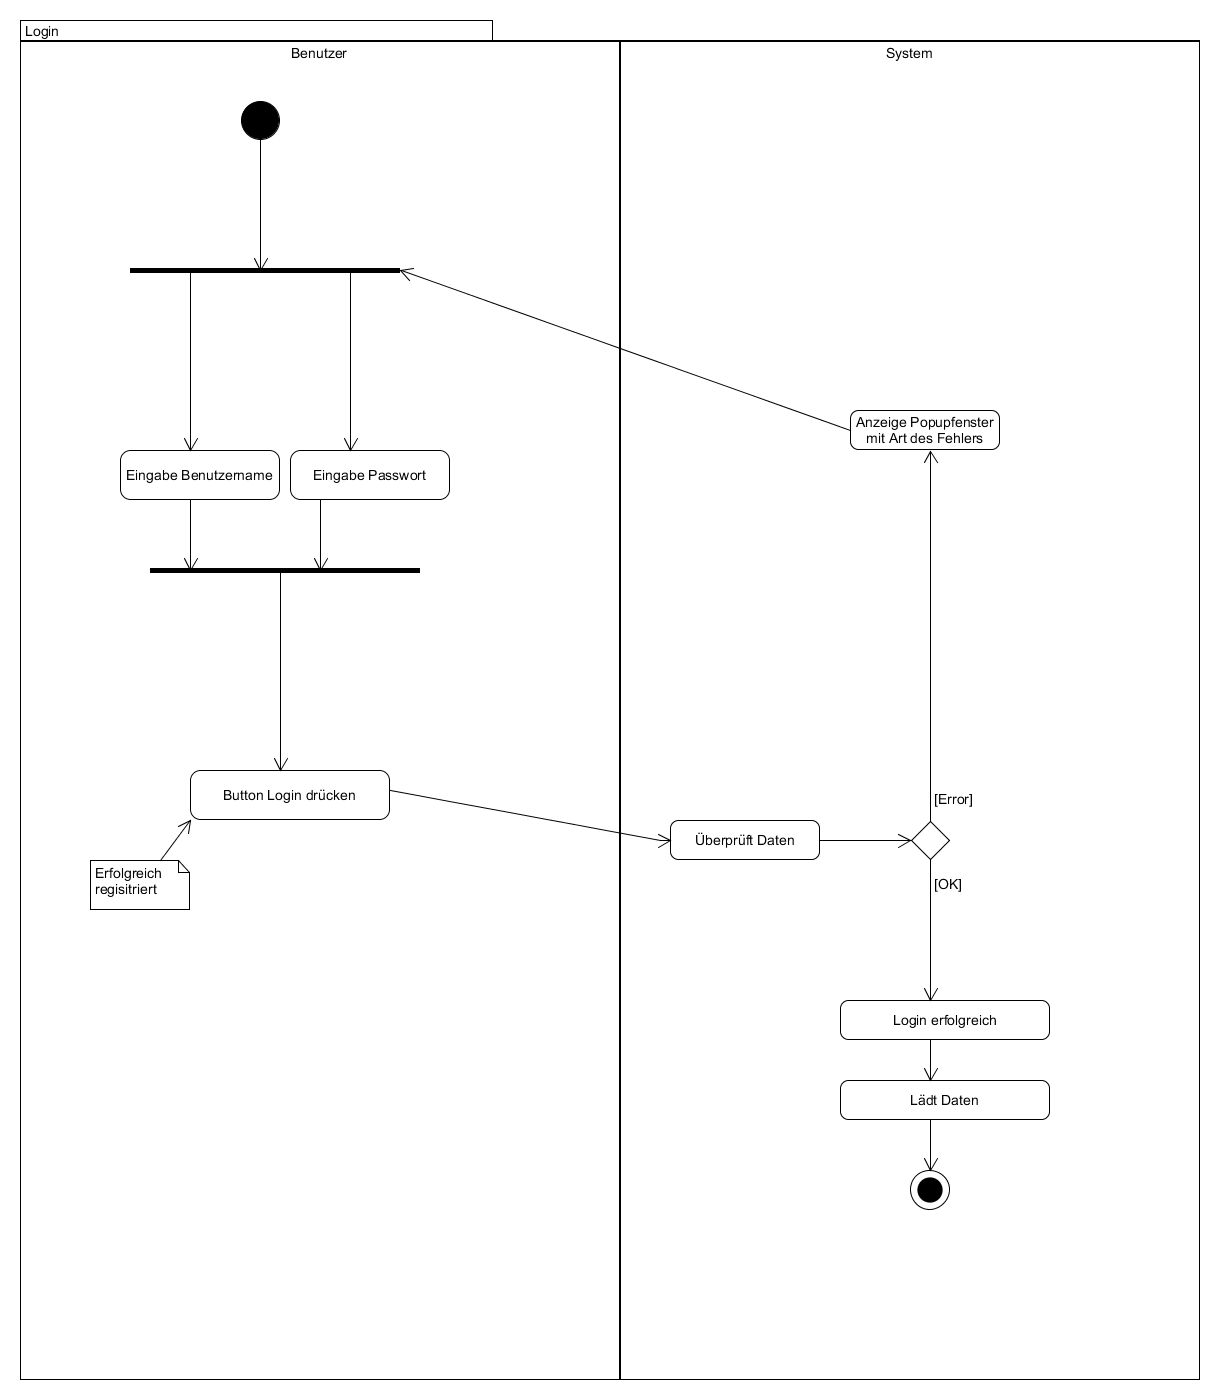 Login
Benutzer
System
Anzeige Popupfenster
mit Art des Fehlers
Eingabe Benutzername
Eingabe Passwort
Button Login drücken
[Error]
Überprüft Daten
Erfolgreich
regisitriert
[OK]
Login erfolgreich
Lädt Daten